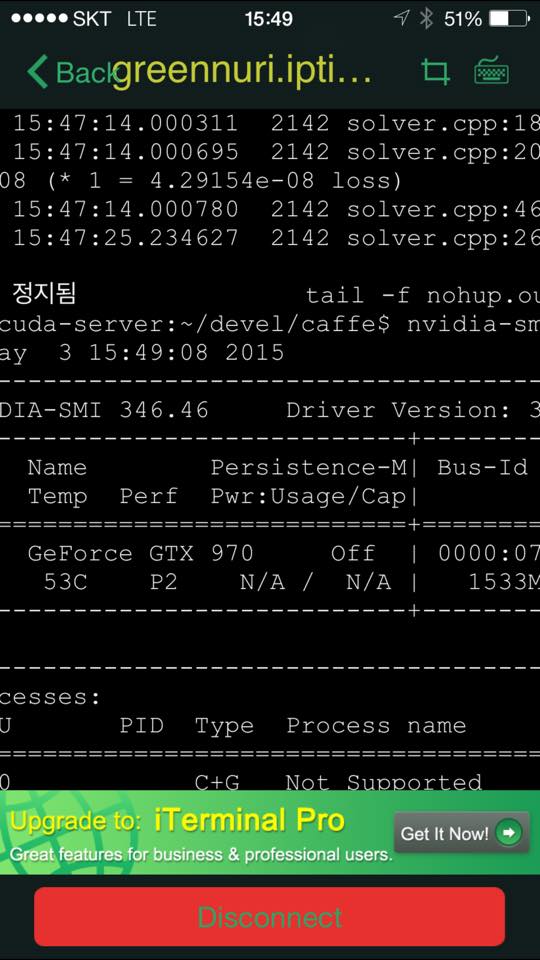 SKT LTE 15:49 51%
Back greennuri.ipti...
15:47:14.000311 2142 solver.cpp:18
15:47:14.000695 2142 solver.cpp:20
08 (* 1 = 4.29154e-08 loss)
15:47:14.000780 2142 solver.cpp:46
15:47:25.234627 2142 solver.cpp:26
정지됨 tail -f nohup.ou
cuda-server:~/devel/caffe$ nvidia-sm
ay 3 15:49:08 2015
DIA-SMI 346.46 Driver Version: 3
Name Persistence-M| Bus-Id
Temp Perf Pwr:Usage/Cap|
GeForce GTX 970 Off | 0000:07
53C P2 N/A / N/A | 1533M
cesses:
U PID Type Process name
0 C+G Not Supported
Upgrade to: iTerminal Pro
Great features for business & professional users.
Get It Now!
Disconnect